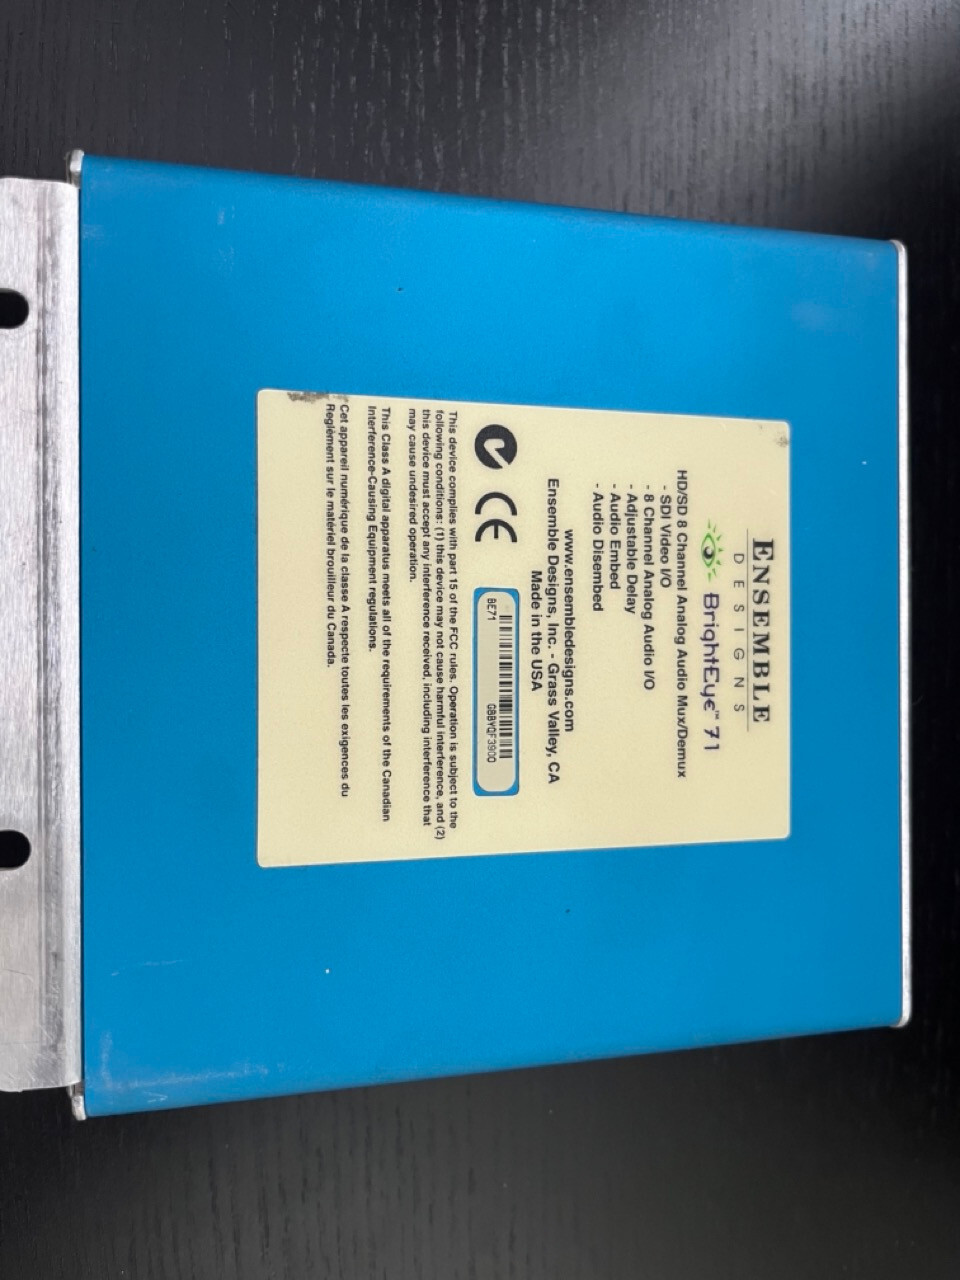 ENSEMBLE
DESIGNS
BrightEye™ 71
HD/SD 8 Channel Analog Audio Mux/Demux
- SDI Video I/O
- 8 Channel Analog Audio I/O
- Adjustable Delay
- Audio Embed
- Audio Disembed
www.ensembledesigns.com
Ensemble Designs, Inc. - Grass Valley, CA
Made in the USA
CE
BE71
GBBYQF3900
This device complies with part 15 of the FCC rules. Operation is subject to the
following conditions: (1) this device may not cause harmful interference, and (2)
this device must accept any interference received, including interference that
may cause undesired operation.
This Class A digital apparatus meets all of the requirements of the Canadian
Interference-Causing Equipment regulations.
Cet appareil numérique de la classe A respecte toutes les exigences du
Reglément sur le matériel brouilleur du Canada.